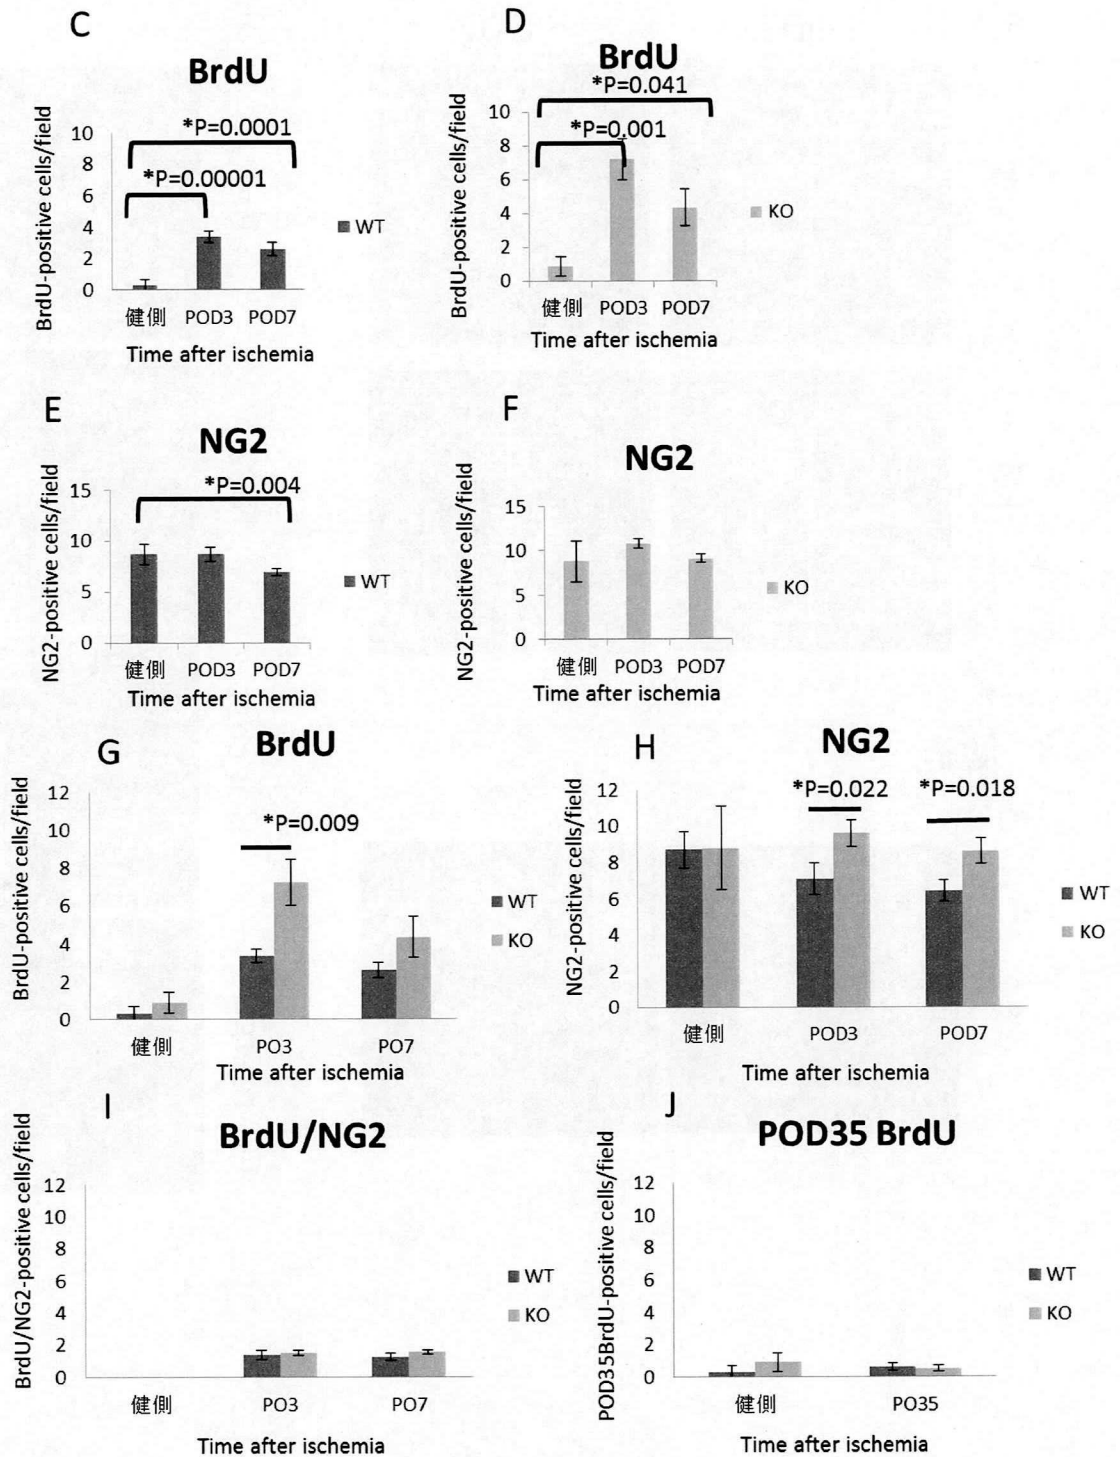 C
BrdU
*P=0.0001
*P=0.00001
BrdU-positive cells/field
10
8
6
4
2
0
健側 POD3 POD7
Time after ischemia
WT
D
BrdU
*P=0.041
*P=0.001
BrdU-positive cells/field
10
8
6
4
2
0
健側 POD3 POD7
Time after ischemia
KO
E
NG2
*P=0.004
NG2-positive cells/field
15
10
5
0
健側 POD3 POD7
Time after ischemia
WT
F
NG2
NG2-positive cells/field
15
10
5
0
健側 POD3 POD7
Time after ischemia
KO
G
BrdU
*P=0.009
BrdU-positive cells/field
12
10
8
6
4
2
0
健側 PO3 PO7
Time after ischemia
WT
KO
H
NG2
*P=0.022 *P=0.018
NG2-positive cells/field
12
10
8
6
4
2
0
健側 POD3 POD7
Time after ischemia
WT
KO
I
BrdU/NG2
BrdU/NG2-positive cells/field
12
10
8
6
4
2
0
健側 PO3 PO7
Time after ischemia
WT
KO
J
POD35 BrdU
POD35BrdU-positive cells/field
12
10
8
6
4
2
0
健側 PO35
Time after ischemia
WT
KO